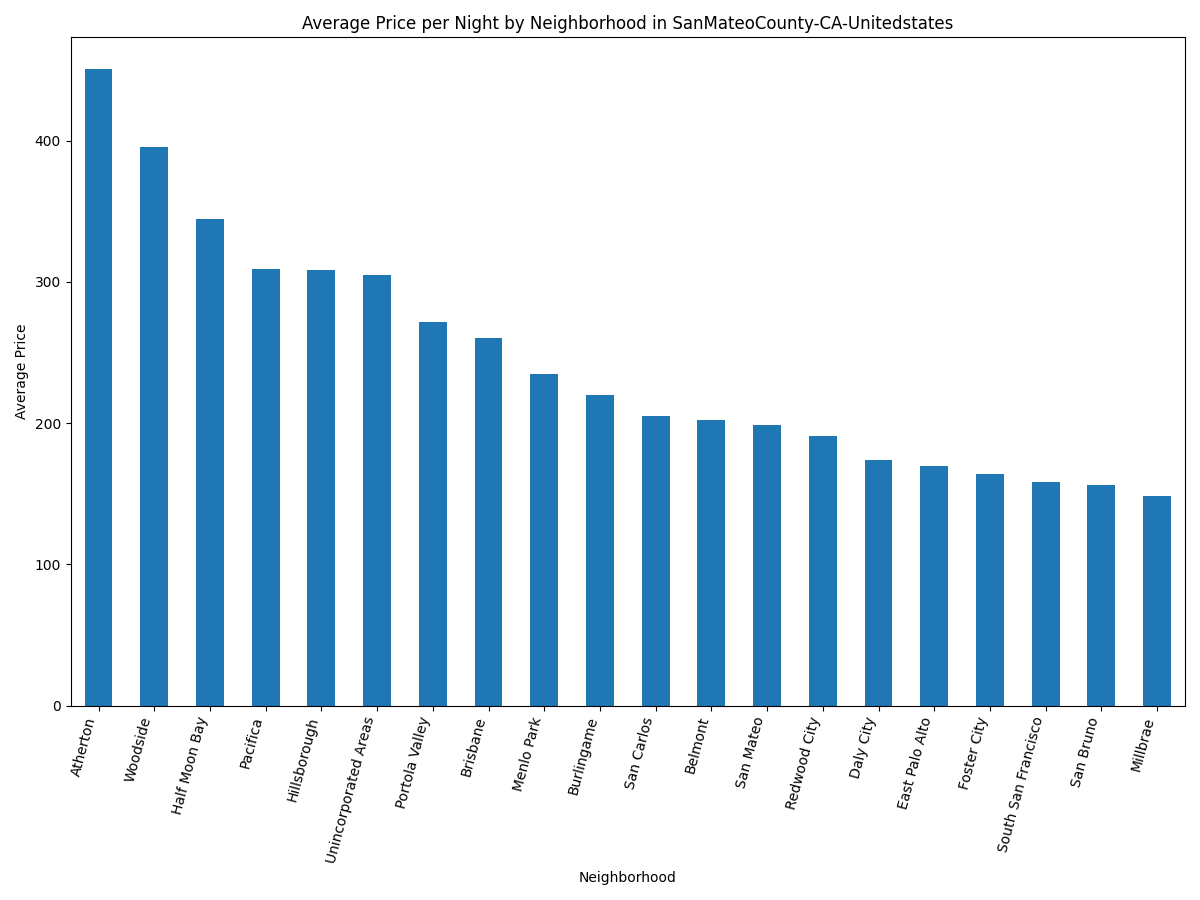 Average Price per Night by Neighborhood in SanMateoCounty-CA-Unitedstates
Average Price
400
300
200
100
0
Atherton
Woodside
Half Moon Bay
Pacifica
Hillsborough
Unincorporated Areas
Portola Valley
Brisbane
Menlo Park
Burlingame
San Carlos
Belmont
San Mateo
Redwood City
Daly City
East Palo Alto
Foster City
South San Francisco
San Bruno
Millbrae
Neighborhood